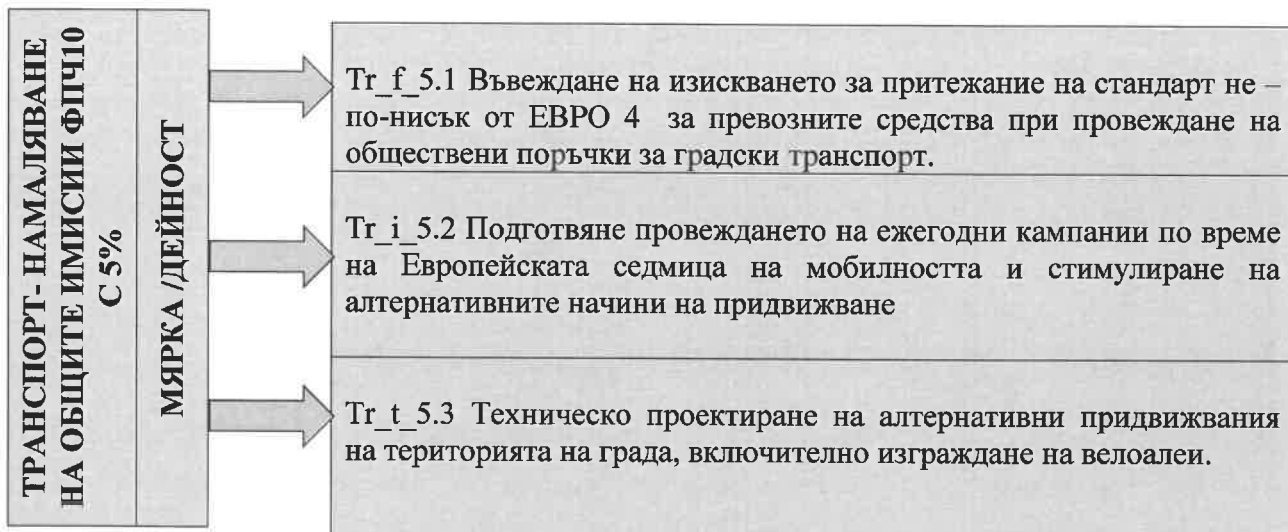 ТРАНСПОРТ- НАМАЛЯВАНЕ
НА ОБЩИТЕ ИМИСИИ ФПЧ10
С 5%
МЯРКА /ДЕЙНОСТ
Tr_f_5.1 Въвеждане на изискването за притежание на стандарт не –
по-нисък от ЕВРО 4 за превозните средства при провеждане на
обществени поръчки за градски транспорт.
Tr_i_5.2 Подготвяне провеждането на ежегодни кампании по време
на Европейската седмица на мобилността и стимулиране на
алтернативните начини на придвижване
Tr_t_5.3 Техническо проектиране на алтернативни придвижвания
на територията на града, включително изграждане на велоалеи.